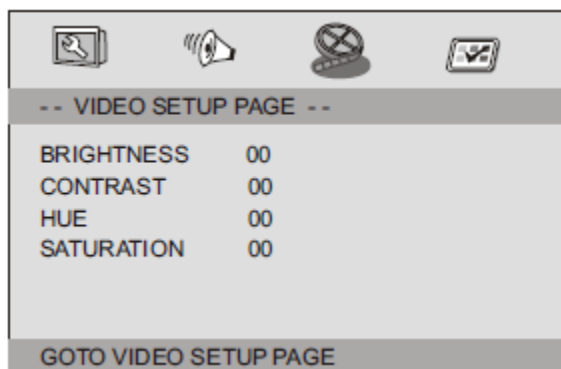 -- VIDEO SETUP PAGE --
BRIGHTNESS 00
CONTRAST 00
HUE 00
SATURATION 00
GOTO VIDEO SETUP PAGE